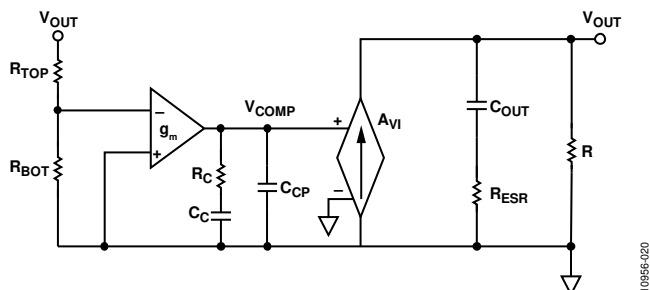 VOUT
VOUT
RTOP
−
gm
+
VCOMP
+
AVI
−
COUT
R
RBOT
RC
CCP
CC
RESR
10956-020